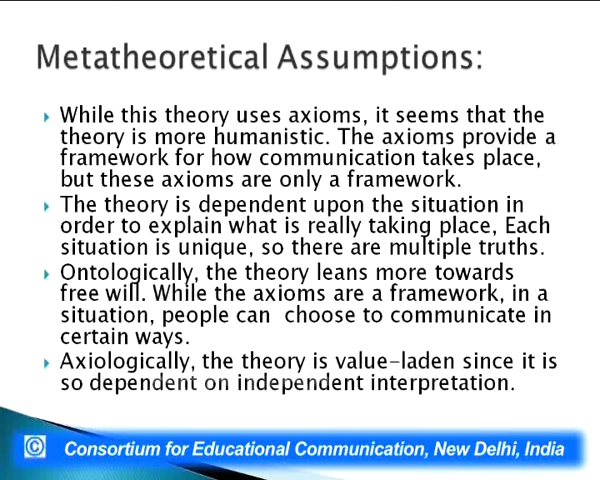 Metatheoretical Assumptions:
While this theory uses axioms, it seems that the
theory is more humanistic. The axioms provide a
framework for how communication takes place,
but these axioms are only a framework.
The theory is dependent upon the situation in
order to explain what is really taking place, Each
situation is unique, so there are multiple truths.
Ontologically, the theory leans more towards
free will. While the axioms are a framework, in a
situation, people can  choose to communicate in
certain ways.
Axiologically, the theory is value-laden since it is
so dependent on independent interpretation.
© Consortium for Educational Communication, New Delhi, India